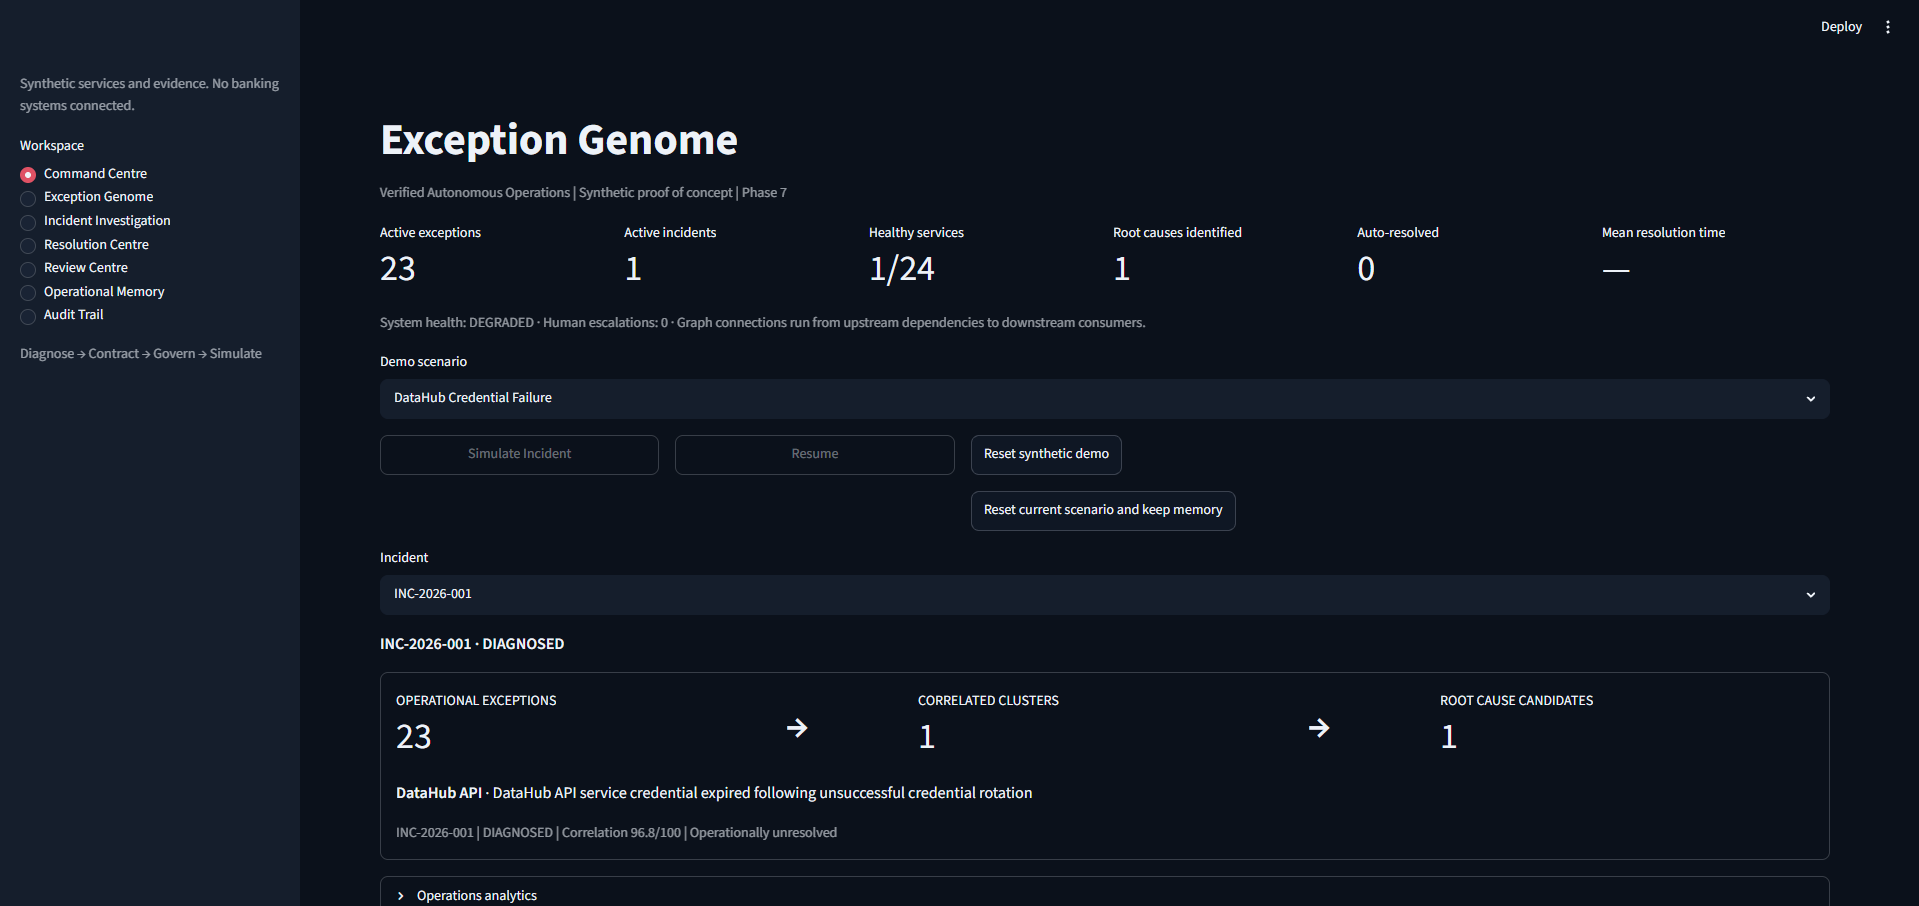 Deploy
Synthetic services and evidence. No banking
systems connected.
Workspace
Command Centre
Exception Genome
Incident Investigation
Resolution Centre
Review Centre
Operational Memory
Audit Trail
Diagnose → Contract → Govern → Simulate
Exception Genome
Verified Autonomous Operations | Synthetic proof of concept | Phase 7
Active exceptions
23
Active incidents
1
Healthy services
1/24
Root causes identified
1
Auto-resolved
0
Mean resolution time
—
System health: DEGRADED · Human escalations: 0 · Graph connections run from upstream dependencies to downstream consumers.
Demo scenario
DataHub Credential Failure
Simulate Incident
Resume
Reset synthetic demo
Reset current scenario and keep memory
Incident
INC-2026-001
INC-2026-001 · DIAGNOSED
OPERATIONAL EXCEPTIONS
23
→
CORRELATED CLUSTERS
1
→
ROOT CAUSE CANDIDATES
1
DataHub API · DataHub API service credential expired following unsuccessful credential rotation
INC-2026-001 | DIAGNOSED | Correlation 96.8/100 | Operationally unresolved
Operations analytics